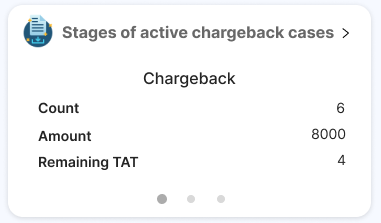 Stages of active chargeback cases >
Chargeback
Count 6
Amount 8000
Remaining TAT 4